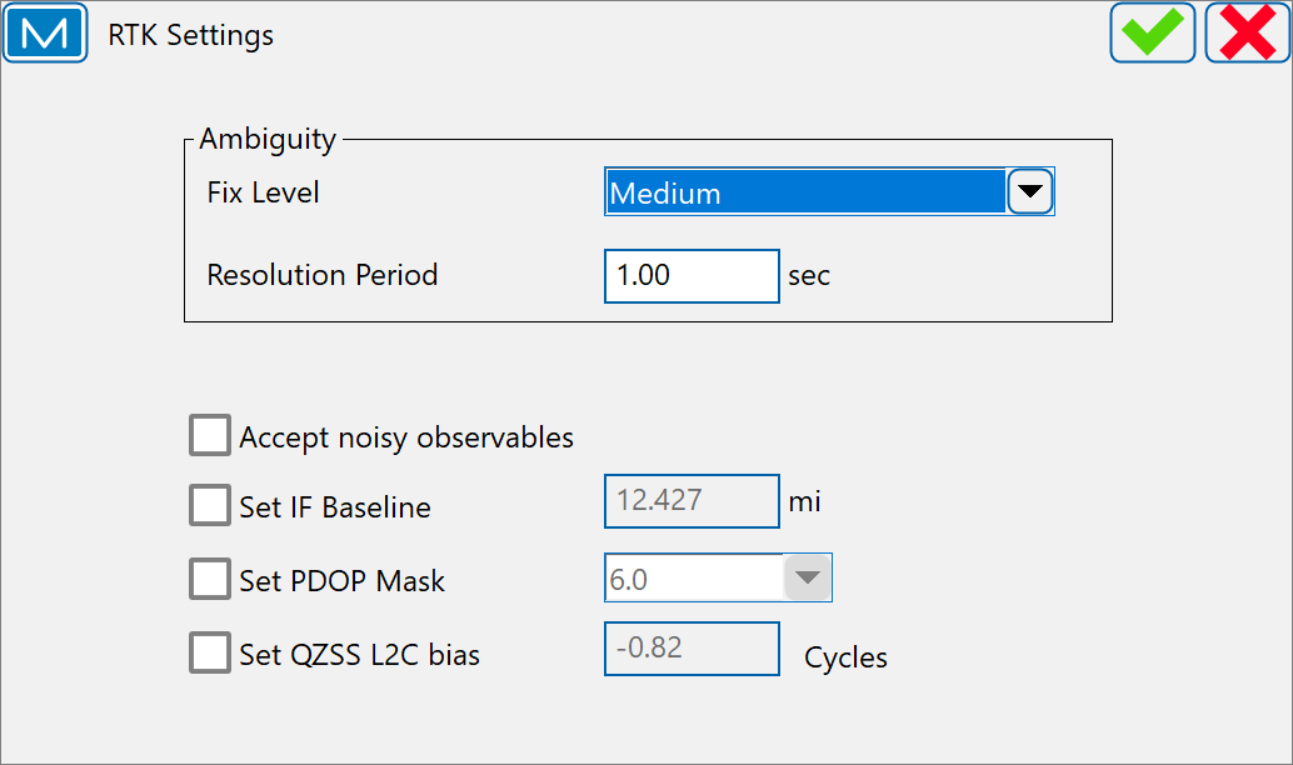 RTK Settings
Ambiguity
Fix Level Medium
Resolution Period 1.00 sec
Accept noisy observables
Set IF Baseline 12.427 mi
Set PDOP Mask 6.0
Set QZSS L2C bias -0.82 Cycles